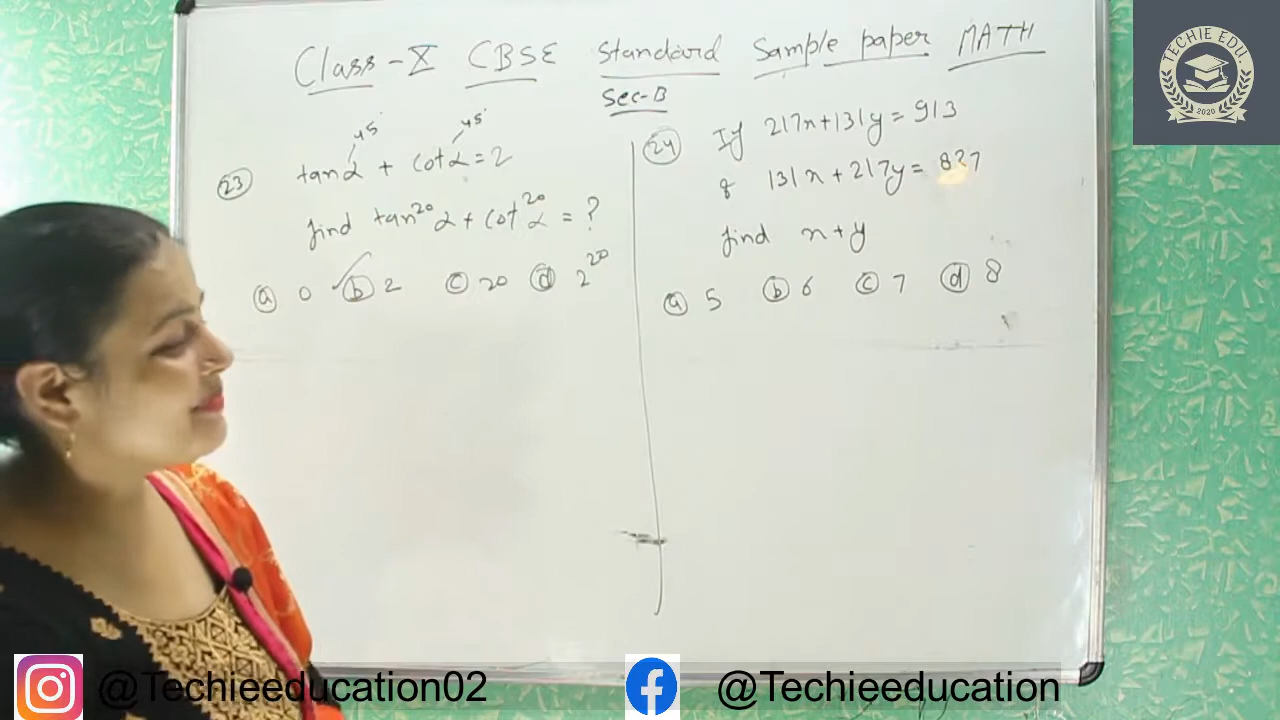 Class-X CBSE Standard Sample paper MATH
Sec-B
45° 45°
23 tanα + cotα = 2
find tan²⁰α + cot²⁰α = ?
a 0 b 2 c 20 d 2²⁰
24 If 217x+131y = 913
& 131x + 217y = 827
find x+y
a 5 b 6 c 7 d 8
TECHIE EDU.
2020
@Techieeducation02
@Techieeducation